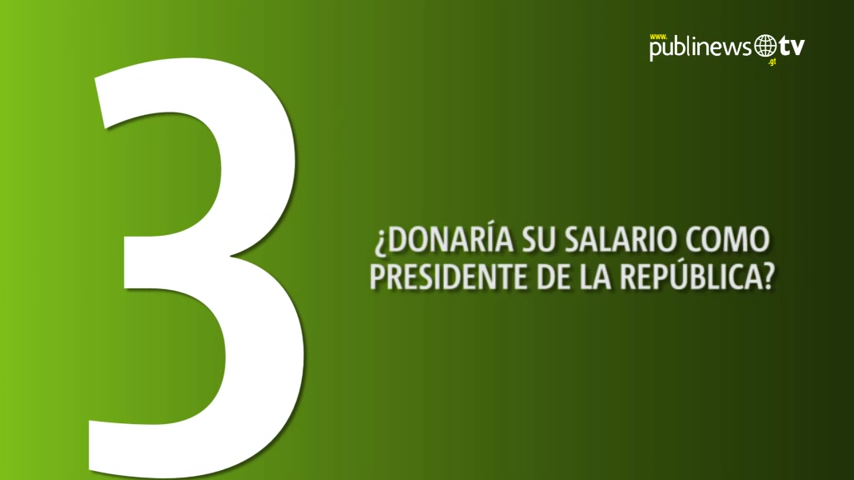 www.
publinews tv
.gt
3
¿DONARÍA SU SALARIO COMO
PRESIDENTE DE LA REPÚBLICA?